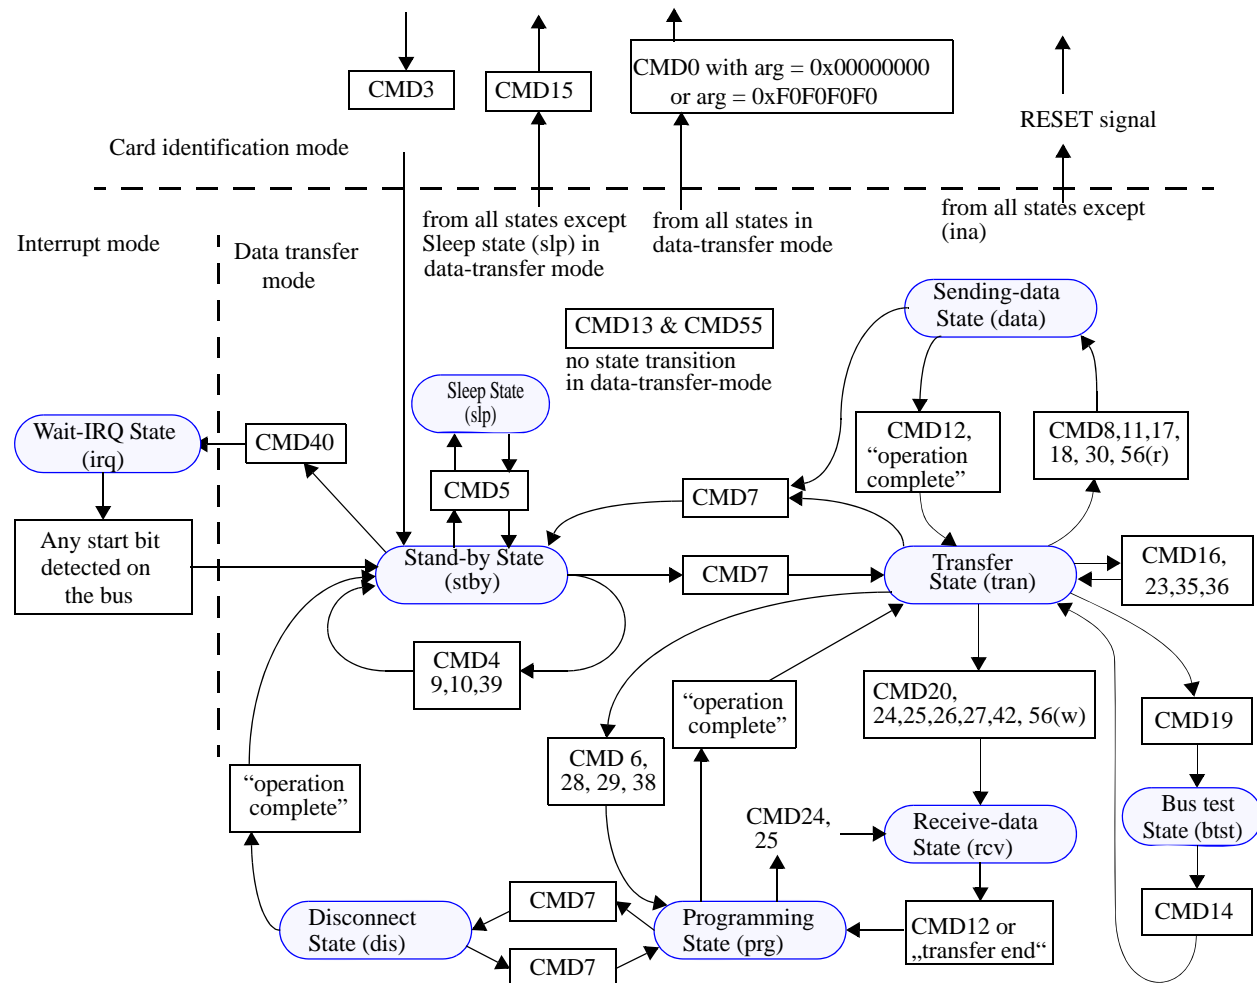 CMD3
CMD15
CMD0 with arg = 0x00000000
or arg = 0xF0F0F0F0
RESET signal
Card identification mode
from all states except
Sleep state (slp) in
data-transfer mode
from all states in
data-transfer mode
from all states except
(ina)
Interrupt mode
Data transfer
mode
CMD13 & CMD55
no state transition
in data-transfer-mode
Sending-data
State (data)
Sleep State
(slp)
Wait-IRQ State
(irq)
CMD40
CMD5
CMD7
CMD12,
“operation
complete”
CMD8,11,17,
18, 30, 56(r)
Any start bit
detected on
the bus
Stand-by State
(stby)
CMD7
Transfer
State (tran)
CMD16,
23,35,36
CMD4
9,10,39
“operation
complete”
CMD20,
24,25,26,27,42, 56(w)
CMD19
CMD 6,
28, 29, 38
“operation
complete”
CMD24,
25
Receive-data
State (rcv)
Bus test
State (btst)
CMD7
Disconnect
State (dis)
CMD7
Programming
State (prg)
CMD12 or
„transfer end“
CMD14